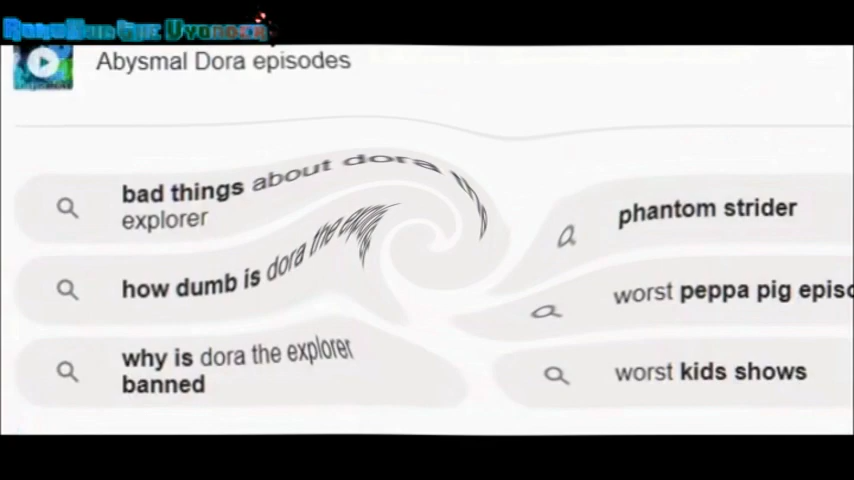 Abysmal Dora episodes
bad things about dora the
explorer
how dumb is dora the
why is dora the explorer
banned
phantom strider
worst peppa pig episo
worst kids shows